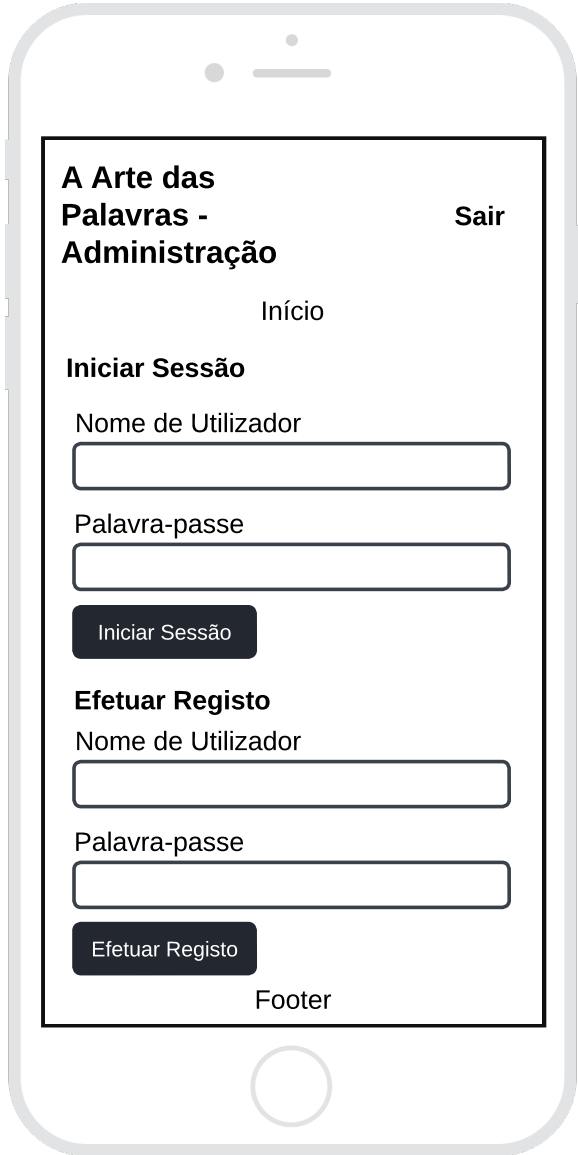 A Arte das
Palavras -
Administração
Sair
Início
Iniciar Sessão
Nome de Utilizador
Palavra-passe
Iniciar Sessão
Efetuar Registo
Nome de Utilizador
Palavra-passe
Efetuar Registo
Footer